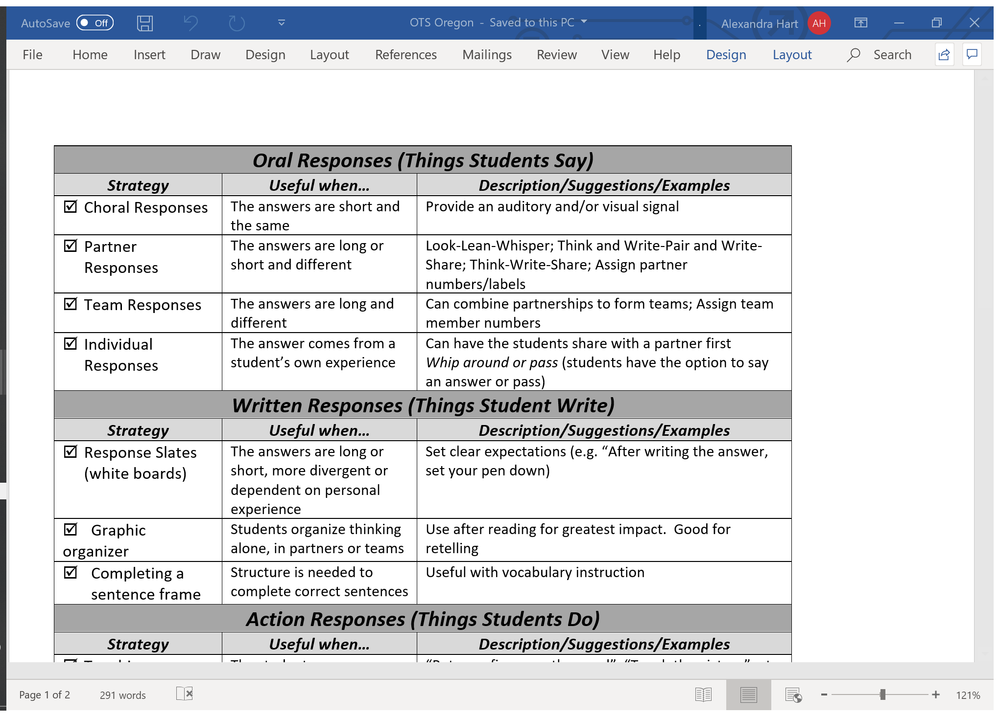 AutoSave Off OTS Oregon - Saved to this PC Alexandra Hart AH
File Home Insert Draw Design Layout References Mailings Review View Help Design Layout Search
Oral Responses (Things Students Say)
Strategy Useful when... Description/Suggestions/Examples
☑ Choral Responses
The answers are short and
the same
Provide an auditory and/or visual signal
☑ Partner
Responses
The answers are long or
short and different
Look-Lean-Whisper; Think and Write-Pair and Write-
Share; Think-Write-Share; Assign partner
numbers/labels
☑ Team Responses
The answers are long and
different
Can combine partnerships to form teams; Assign team
member numbers
☑ Individual
Responses
The answer comes from a
student’s own experience
Can have the students share with a partner first
Whip around or pass (students have the option to say
an answer or pass)
Written Responses (Things Student Write)
Strategy Useful when... Description/Suggestions/Examples
☑ Response Slates
(white boards)
The answers are long or
short, more divergent or
dependent on personal
experience
Set clear expectations (e.g. “After writing the answer,
set your pen down)
☑ Graphic
organizer
Students organize thinking
alone, in partners or teams
Use after reading for greatest impact.  Good for
retelling
☑ Completing a
sentence frame
Structure is needed to
complete correct sentences
Useful with vocabulary instruction
Action Responses (Things Students Do)
Strategy Useful when... Description/Suggestions/Examples
Page 1 of 2 291 words 121%